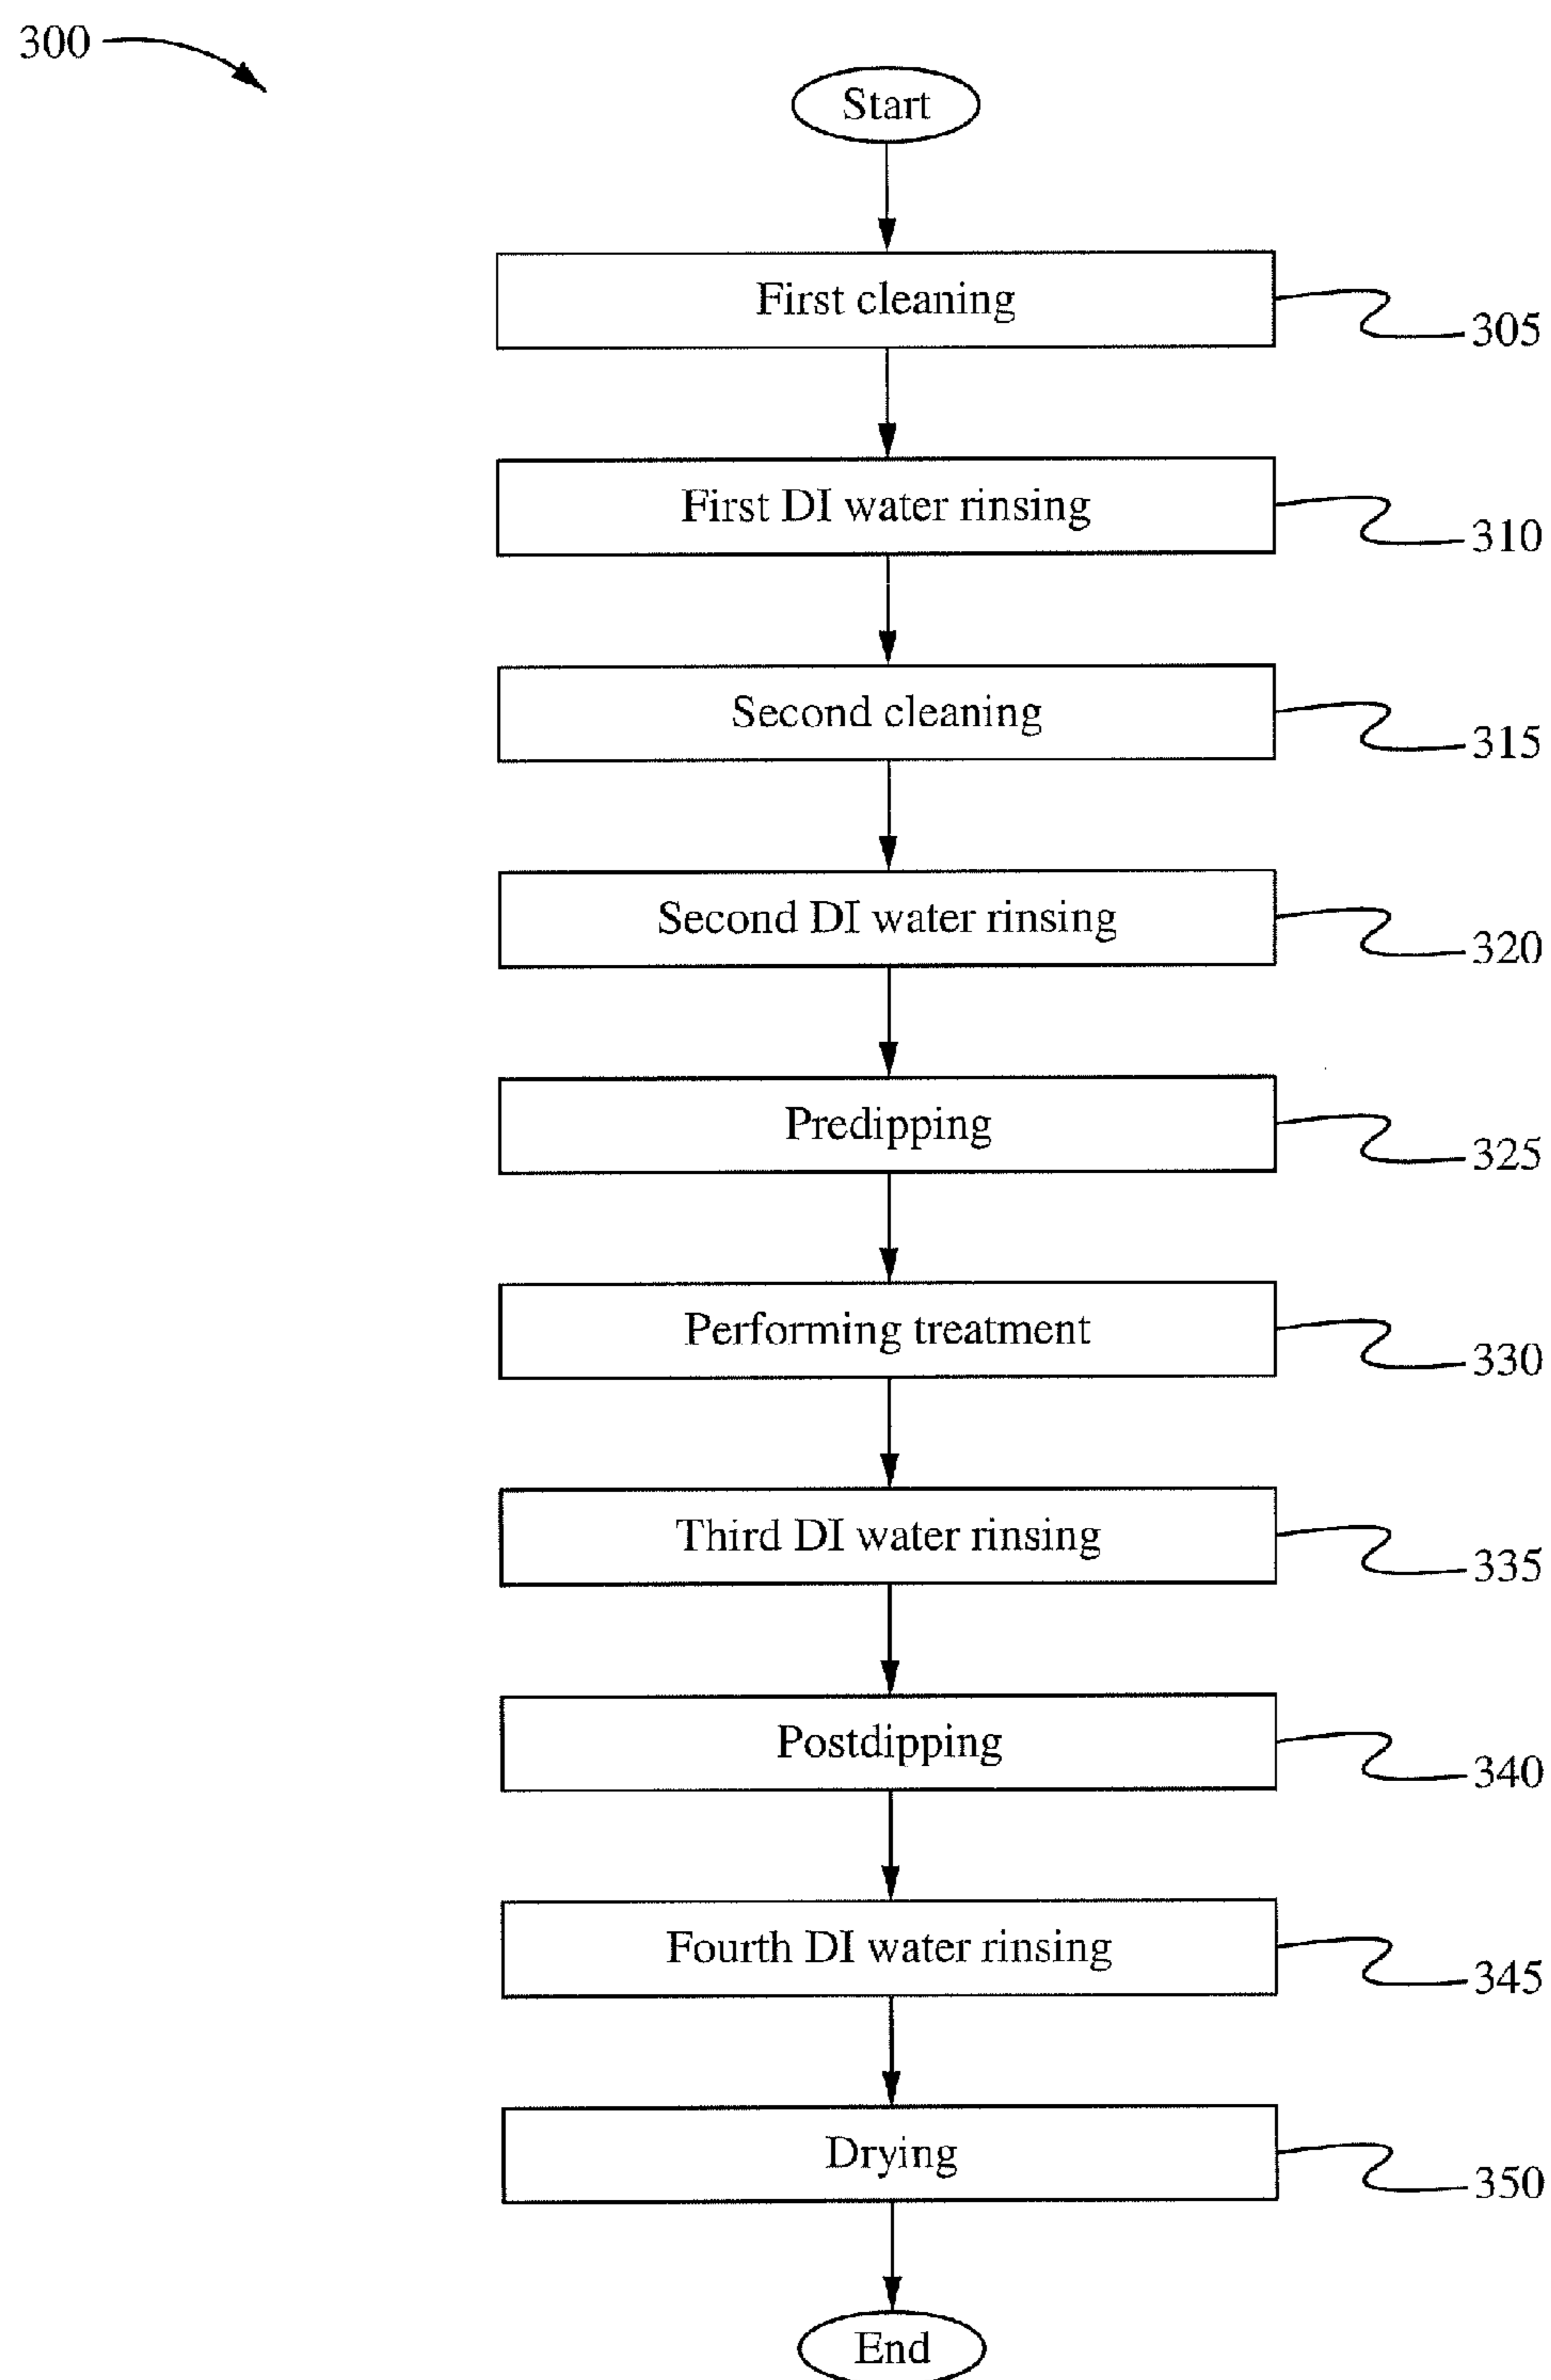 300
Start
First cleaning
305
First DI water rinsing
310
Second cleaning
315
Second DI water rinsing
320
Predipping
325
Performing treatment
330
Third DI water rinsing
335
Postdipping
340
Fourth DI water rinsing
345
Drying
350
End